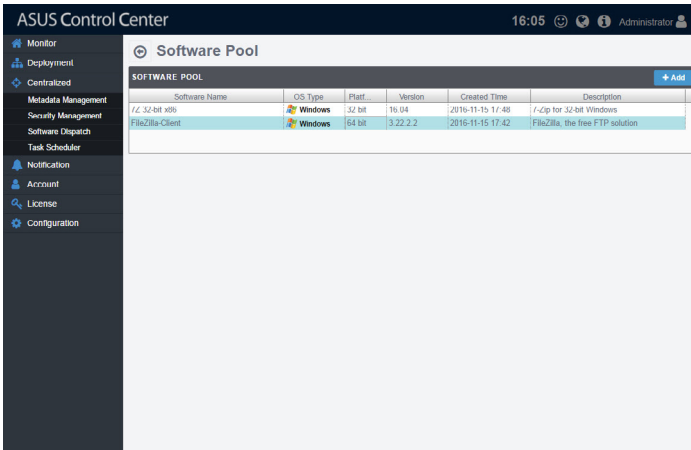 ASUS Control Center
16:05 Administrator
Monitor
Deployment
Centralized
Metadata Management
Security Management
Software Dispatch
Task Scheduler
Notification
Account
License
Configuration
Software Pool
SOFTWARE POOL
+ Add
Software Name OS Type Platf... Version Created Time Description
7Z 32-bit x86 Windows 32 bit 16.04 2016-11-15 17:48 7-Zip for 32-bit Windows
FileZilla-Client Windows 64 bit 3.22.2.2 2016-11-15 17:42 FileZilla, the free FTP solution